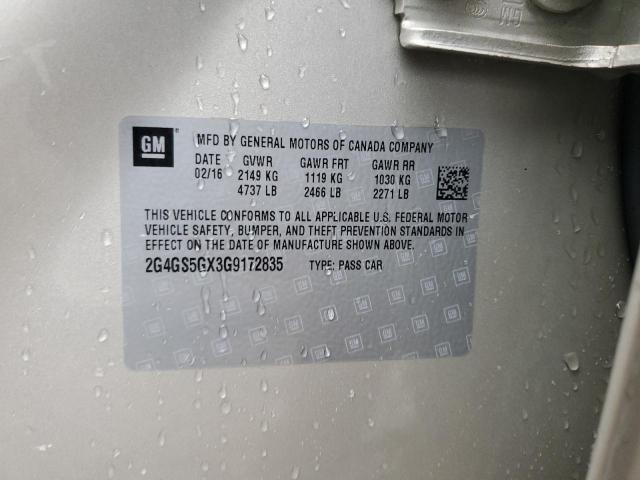 GM
GM
MFD BY GENERAL MOTORS OF CANADA COMPANY
DATE GVWR GAWR FRT GAWR RR
02/16 2149 KG 1119 KG 1030 KG
4737 LB 2466 LB 2271 LB
THIS VEHICLE CONFORMS TO ALL APPLICABLE U.S. FEDERAL MOTOR
VEHICLE SAFETY, BUMPER, AND THEFT PREVENTION STANDARDS IN
EFFECT ON THE DATE OF MANUFACTURE SHOWN ABOVE.
2G4GS5GX3G9172835 TYPE: PASS CAR